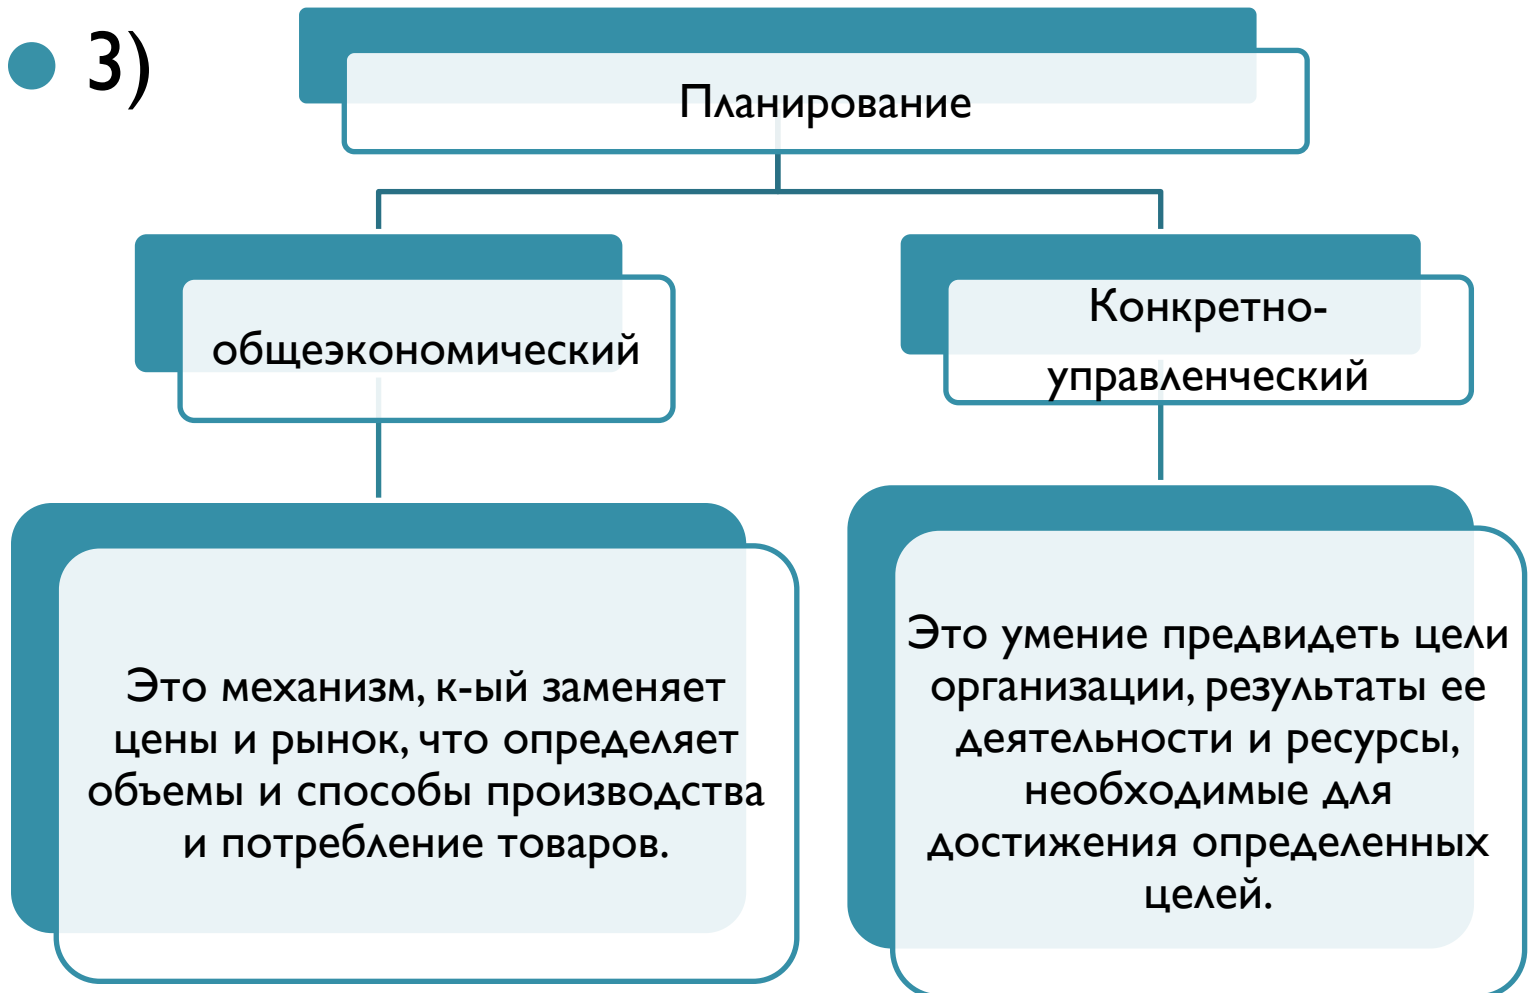 3)
Планирование
общеэкономический
Конкретно-
управленческий
Это механизм, к-ый заменяет
цены и рынок, что определяет
объемы и способы производства
и потребление товаров.
Это умение предвидеть цели
организации, результаты ее
деятельности и ресурсы,
необходимые для
достижения определенных
целей.